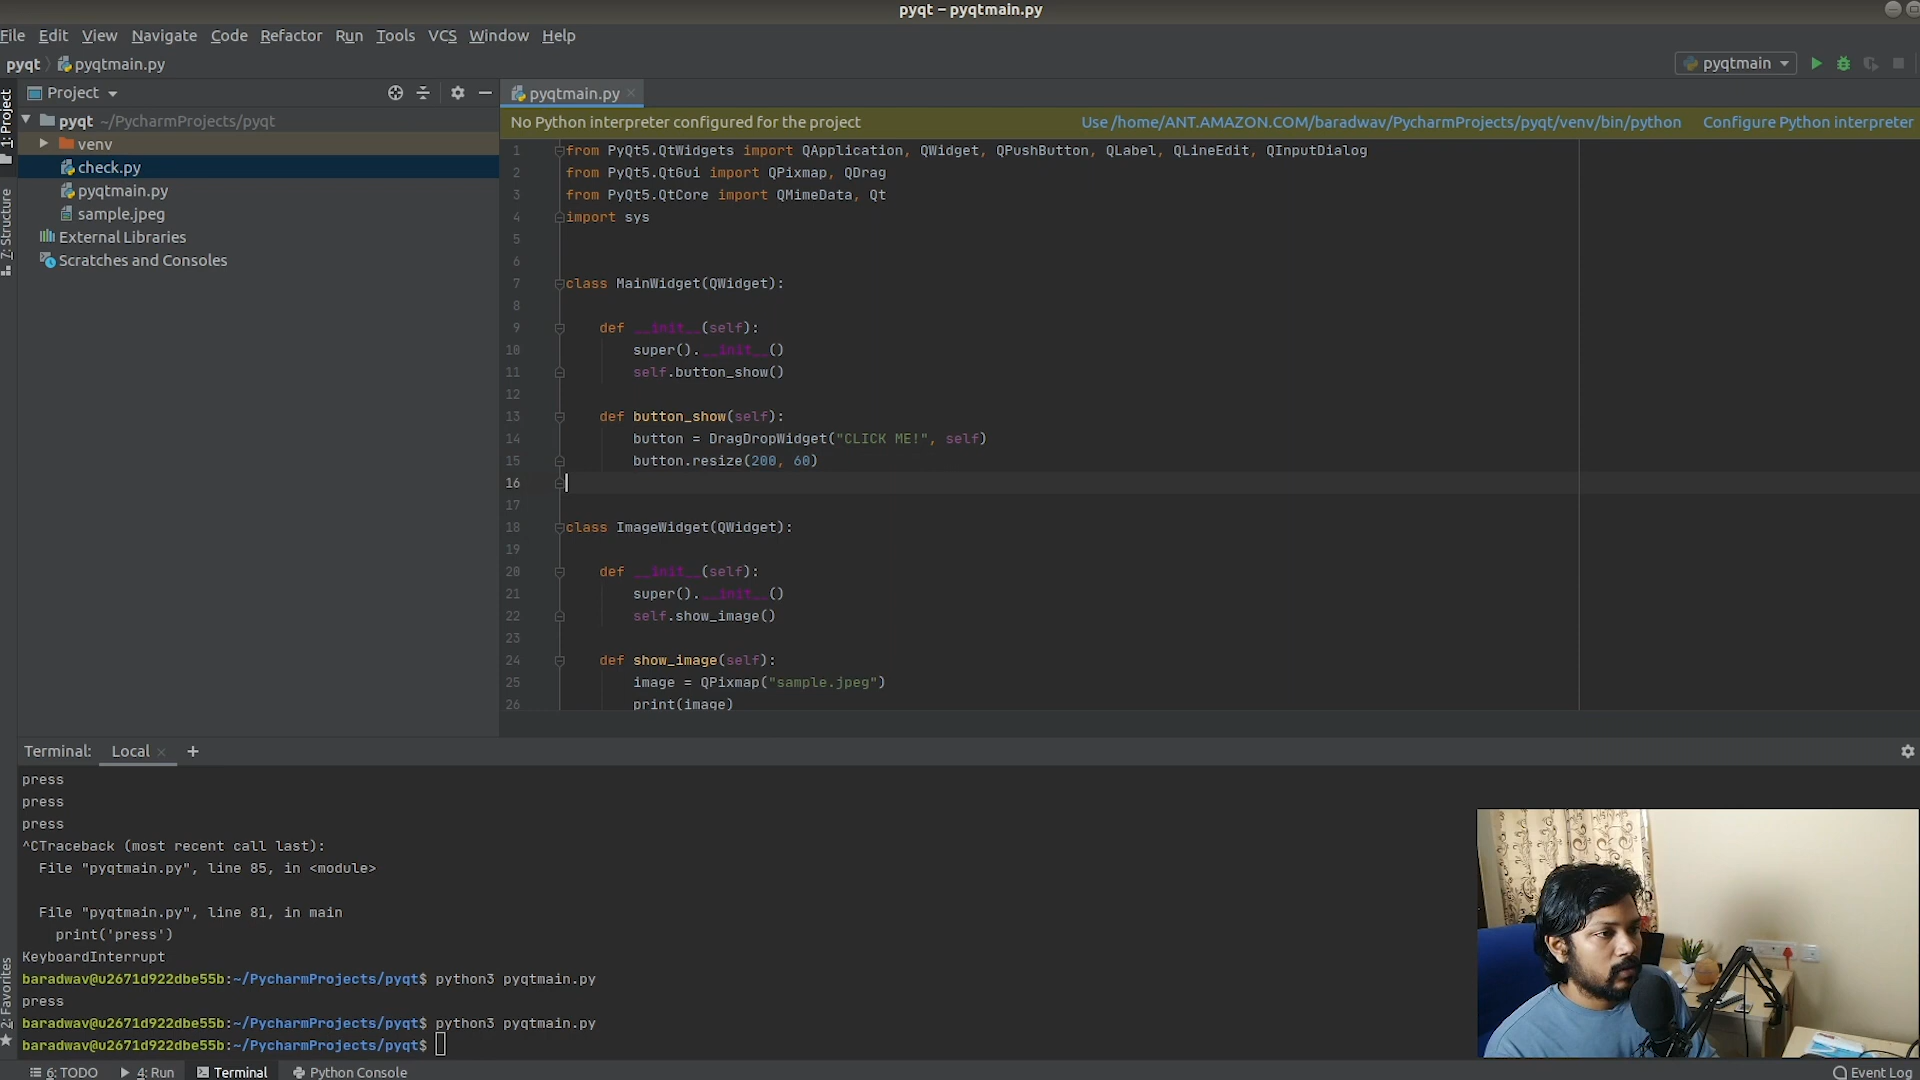 pyqt – pyqtmain.py
File Edit View Navigate Code Refactor Run Tools VCS Window Help
pyqt pyqtmain.py
pyqtmain
Project
pyqtmain.py
1: Project
7: Structure
2: Favorites
pyqt ~/PycharmProjects/pyqt
venv
check.py
pyqtmain.py
sample.jpeg
External Libraries
Scratches and Consoles
No Python interpreter configured for the project
Use /home/ANT.AMAZON.COM/baradwav/PycharmProjects/pyqt/venv/bin/python Configure Python interpreter
1 from PyQt5.QtWidgets import QApplication, QWidget, QPushButton, QLabel, QLineEdit, QInputDialog
2 from PyQt5.QtGui import QPixmap, QDrag
3 from PyQt5.QtCore import QMimeData, Qt
4 import sys
5
6
7 class MainWidget(QWidget):
8
9 def __init__(self):
10 super().__init__()
11 self.button_show()
12
13 def button_show(self):
14 button = DragDropWidget("CLICK ME!", self)
15 button.resize(200, 60)
16
17
18 class ImageWidget(QWidget):
19
20 def __init__(self):
21 super().__init__()
22 self.show_image()
23
24 def show_image(self):
25 image = QPixmap("sample.jpeg")
26 print(image)
Terminal: Local +
press
press
press
^CTraceback (most recent call last):
File "pyqtmain.py", line 85, in <module>
File "pyqtmain.py", line 81, in main
print('press')
KeyboardInterrupt
baradwav@u2671d922dbe55b:~/PycharmProjects/pyqt$ python3 pyqtmain.py
press
baradwav@u2671d922dbe55b:~/PycharmProjects/pyqt$ python3 pyqtmain.py
baradwav@u2671d922dbe55b:~/PycharmProjects/pyqt$
6: TODO 4: Run Terminal Python Console Event Log